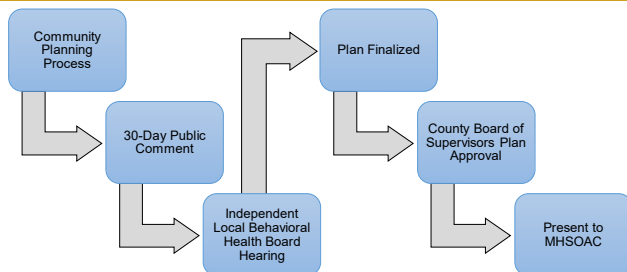 Community
Planning
Process
30-Day Public
Comment
Independent
Local Behavioral
Health Board
Hearing
Plan Finalized
County Board of
Supervisors Plan
Approval
Present to
MHSOAC